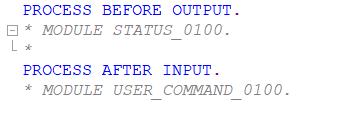 PROCESS BEFORE OUTPUT.
* MODULE STATUS_0100.
*
PROCESS AFTER INPUT.
* MODULE USER_COMMAND_0100.